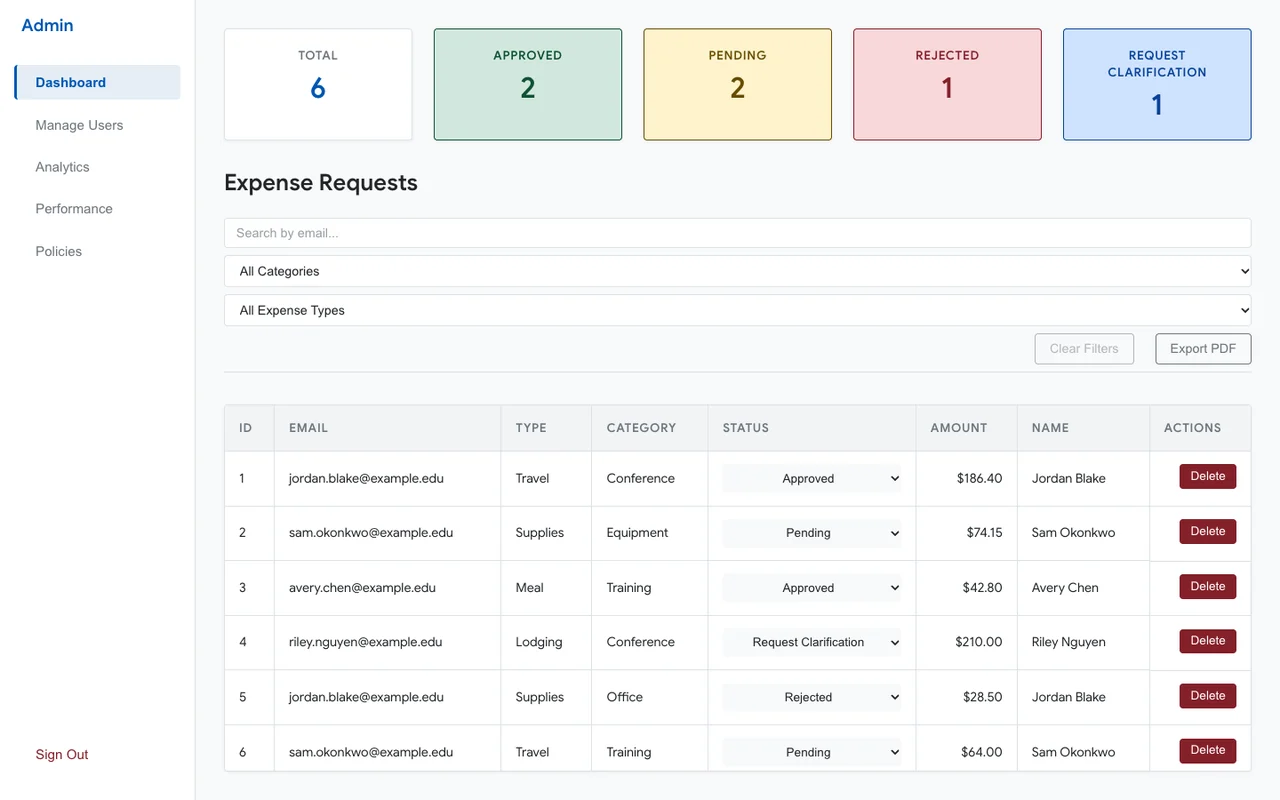 Admin
Dashboard
Manage Users
Analytics
Performance
Policies
Sign Out
TOTAL
6
APPROVED
2
PENDING
2
REJECTED
1
REQUEST
CLARIFICATION
1
Expense Requests
Search by email...
All Categories
All Expense Types
Clear Filters Export PDF
ID EMAIL TYPE CATEGORY STATUS AMOUNT NAME ACTIONS
1 jordan.blake@example.edu Travel Conference Approved $186.40 Jordan Blake Delete
2 sam.okonkwo@example.edu Supplies Equipment Pending $74.15 Sam Okonkwo Delete
3 avery.chen@example.edu Meal Training Approved $42.80 Avery Chen Delete
4 riley.nguyen@example.edu Lodging Conference Request Clarification $210.00 Riley Nguyen Delete
5 jordan.blake@example.edu Supplies Office Rejected $28.50 Jordan Blake Delete
6 sam.okonkwo@example.edu Travel Training Pending $64.00 Sam Okonkwo Delete